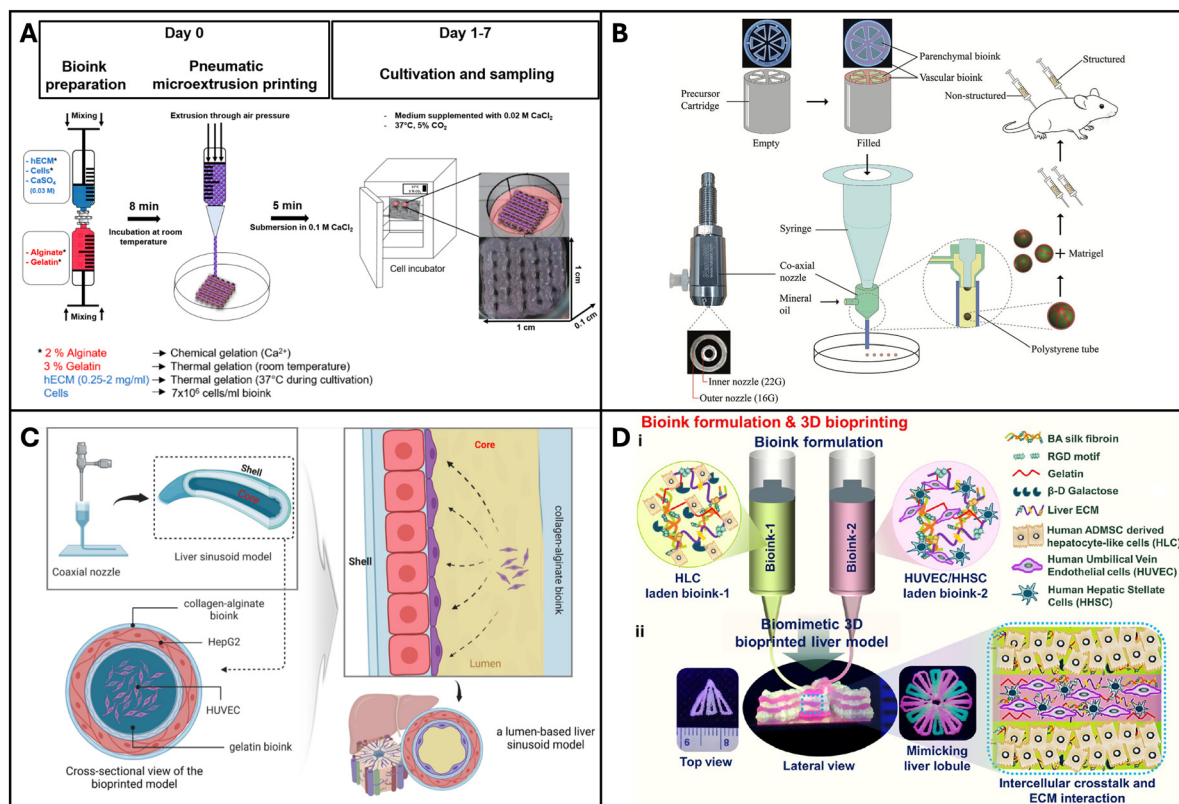 A
Day 0
Day 1-7
Bioink
preparation
Pneumatic
microextrusion printing
Cultivation and sampling
Mixing
- hECM*
- Cells*
- CaSO₄
(0.03 M)
- Alginate*
- Gelatin*
Mixing
8 min
Incubation at room
temperature
Extrusion through air pressure
5 min
Submersion in 0.1 M CaCl₂
- Medium supplemented with 0.02 M CaCl₂
- 37°C, 5% CO₂
Cell incubator
1 cm
1 cm
0.1 cm
* 2 % Alginate → Chemical gelation (Ca²⁺)
3 % Gelatin → Thermal gelation (room temperature)
hECM (0.25-2 mg/ml) → Thermal gelation (37°C during cultivation)
Cells → 7x10⁶ cells/ml bioink
B
Parenchymal bioink
Vascular bioink
Precursor
Cartridge
Empty
Filled
Structured
Non-structured
Syringe
Co-axial
nozzle
Mineral
oil
+ Matrigel
Polystyrene tube
Inner nozzle (22G)
Outer nozzle (16G)
C
Coaxial nozzle
Shell
Core
Liver sinusoid model
collagen-alginate
bioink
HepG2
HUVEC
gelatin bioink
Cross-sectional view of the
bioprinted model
Core
Shell
collagen-alginate bioink
Lumen
a lumen-based liver
sinusoid model
D
Bioink formulation & 3D bioprinting
i
Bioink formulation
Bioink-1
Bioink-2
HLC
laden bioink-1
HUVEC/HHSC
laden bioink-2
BA silk fibroin
RGD motif
Gelatin
β-D Galactose
Liver ECM
Human ADMSC derived
hepatocyte-like cells (HLC)
Human Umbilical Vein
Endothelial cells (HUVEC)
Human Hepatic Stellate
Cells (HHSC)
ii
Biomimetic 3D
bioprinted liver model
9 8
Top view
Lateral view
Mimicking
liver lobule
Intercellular crosstalk and
ECM interaction